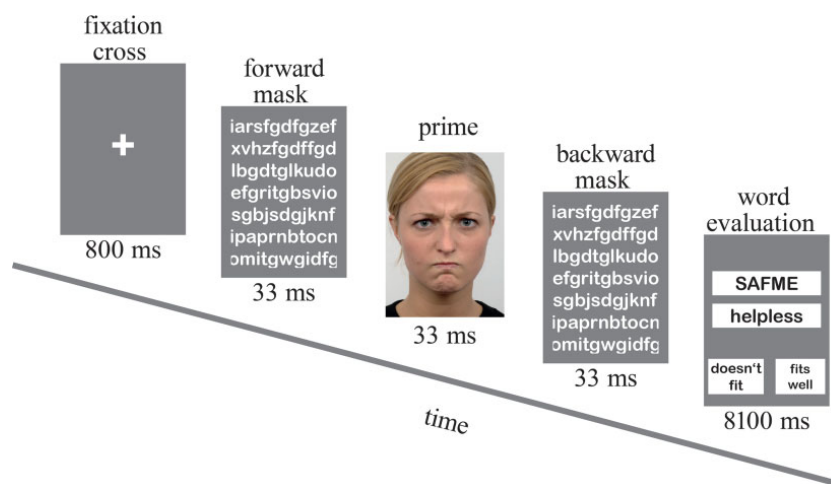 fixation
cross
+
800 ms
forward
mask
iarsfgdfgzef
xvhzfgdffgd
lbgdtglkudo
efgritgbsvio
sgbjsdgjknf
ipaprnbtocn
omitgwgidfg
33 ms
prime
33 ms
backward
mask
iarsfgdfgzef
xvhzfgdffgd
lbgdtglkudo
efgritgbsvio
sgbjsdgjknf
ipaprnbtocn
omitgwgidfg
33 ms
word
evaluation
SAFME
helpless
doesn't
fit
fits
well
8100 ms
time